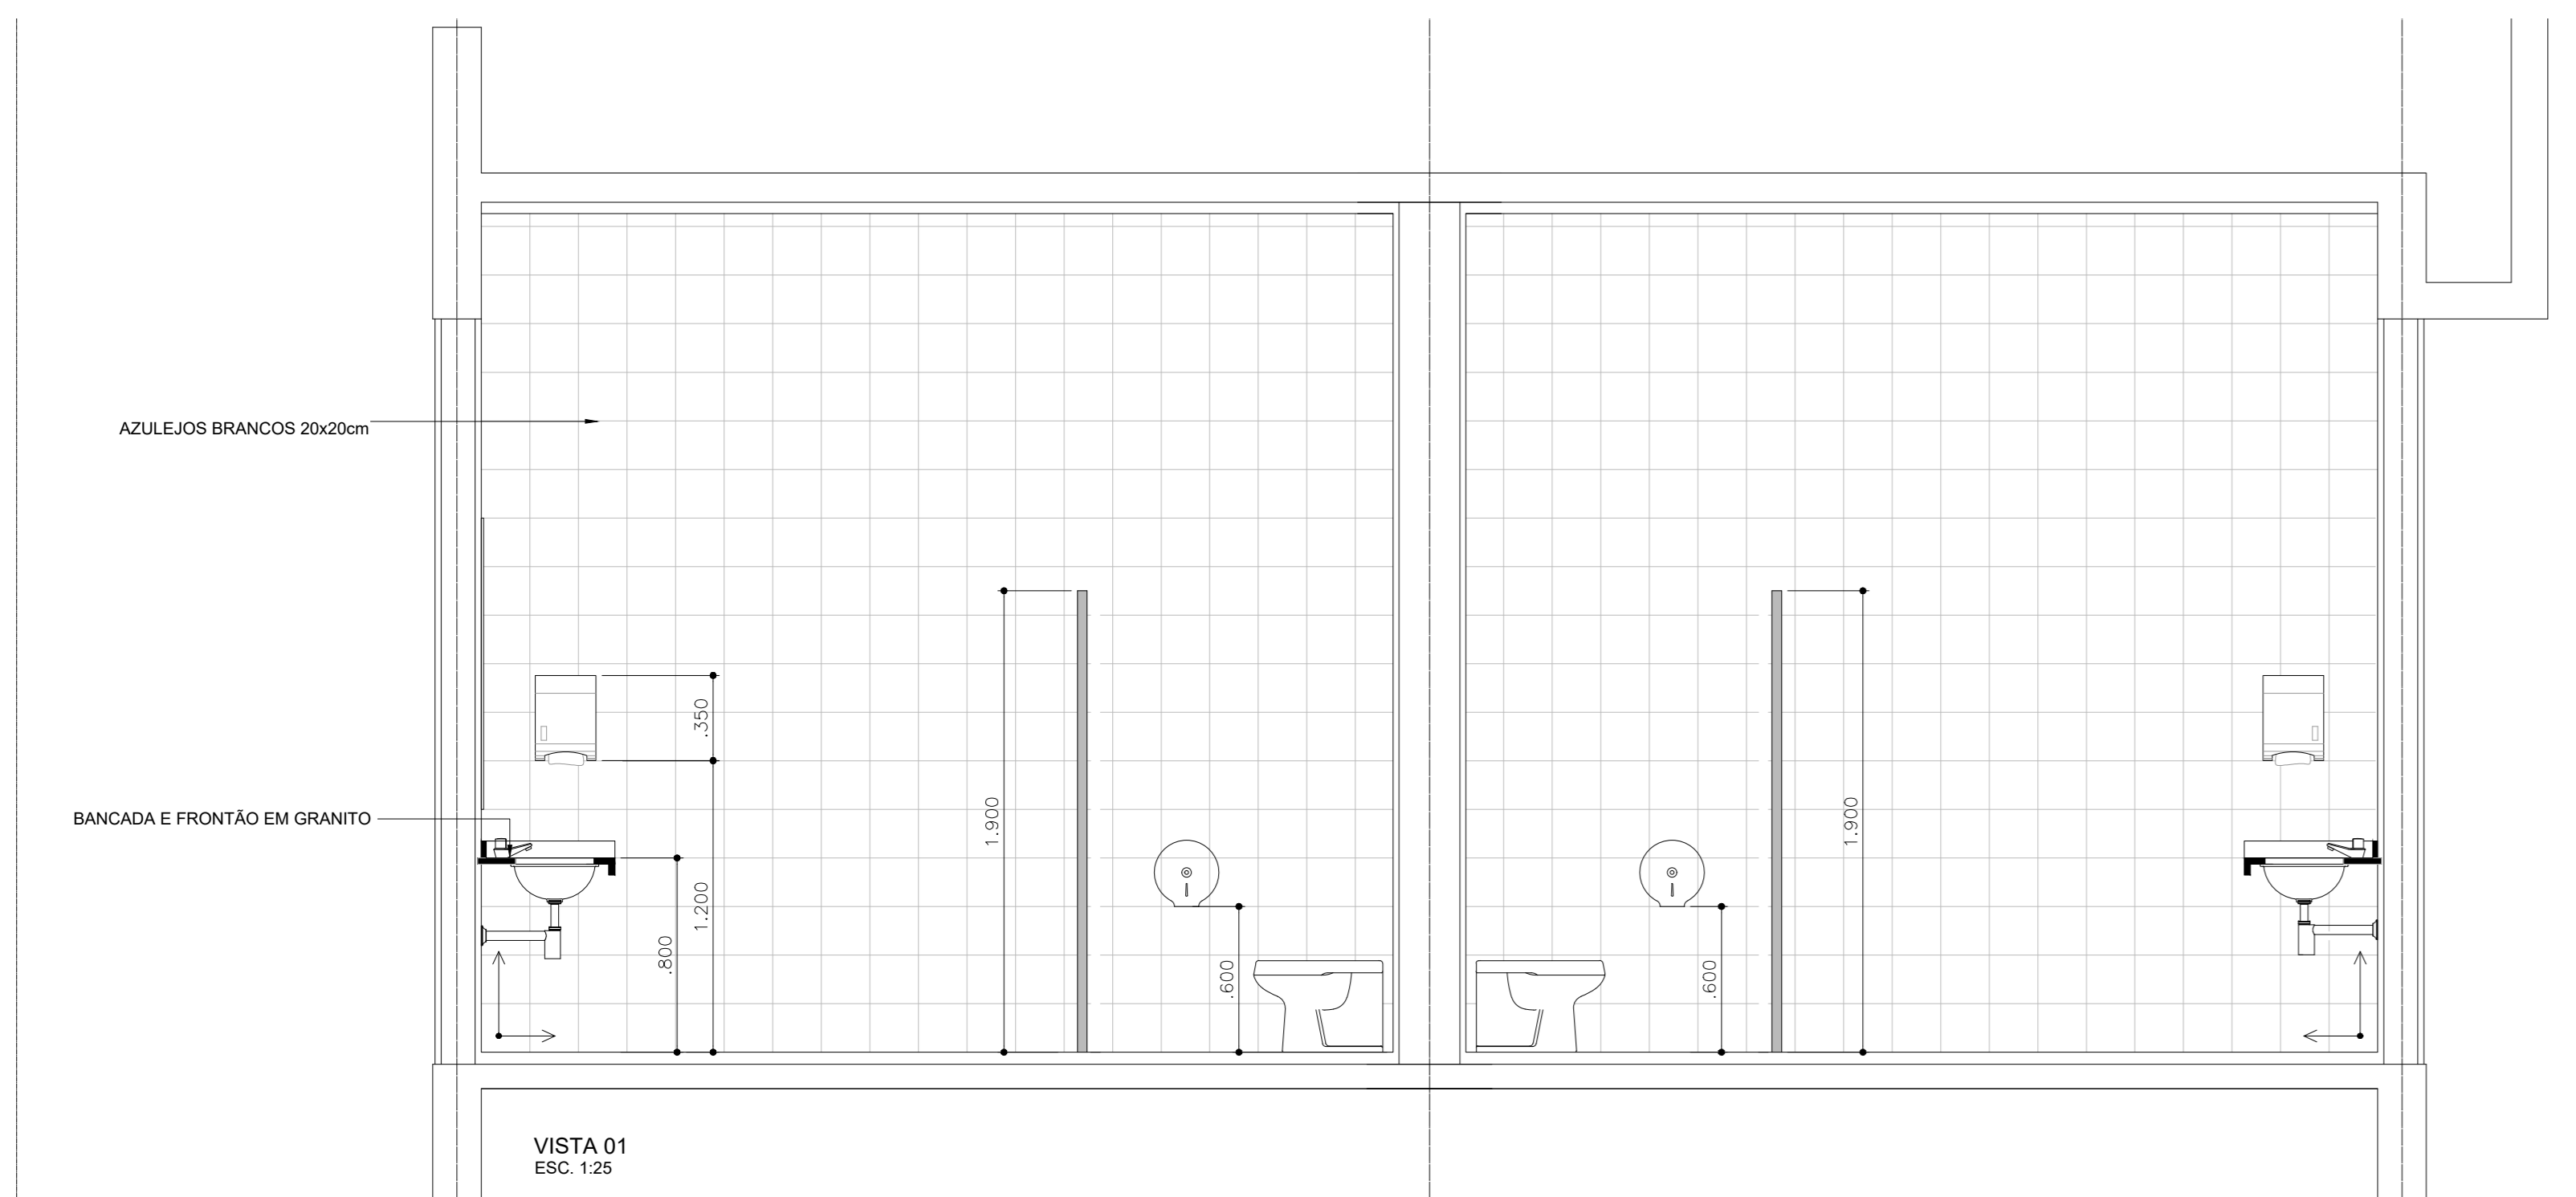 AZULEJOS BRANCOS 20x20cm
.350
1.900
1.900
BANCADA E FRONTÃO EM GRANITO
1.200
.800
.600
.600
VISTA 01
ESC. 1:25